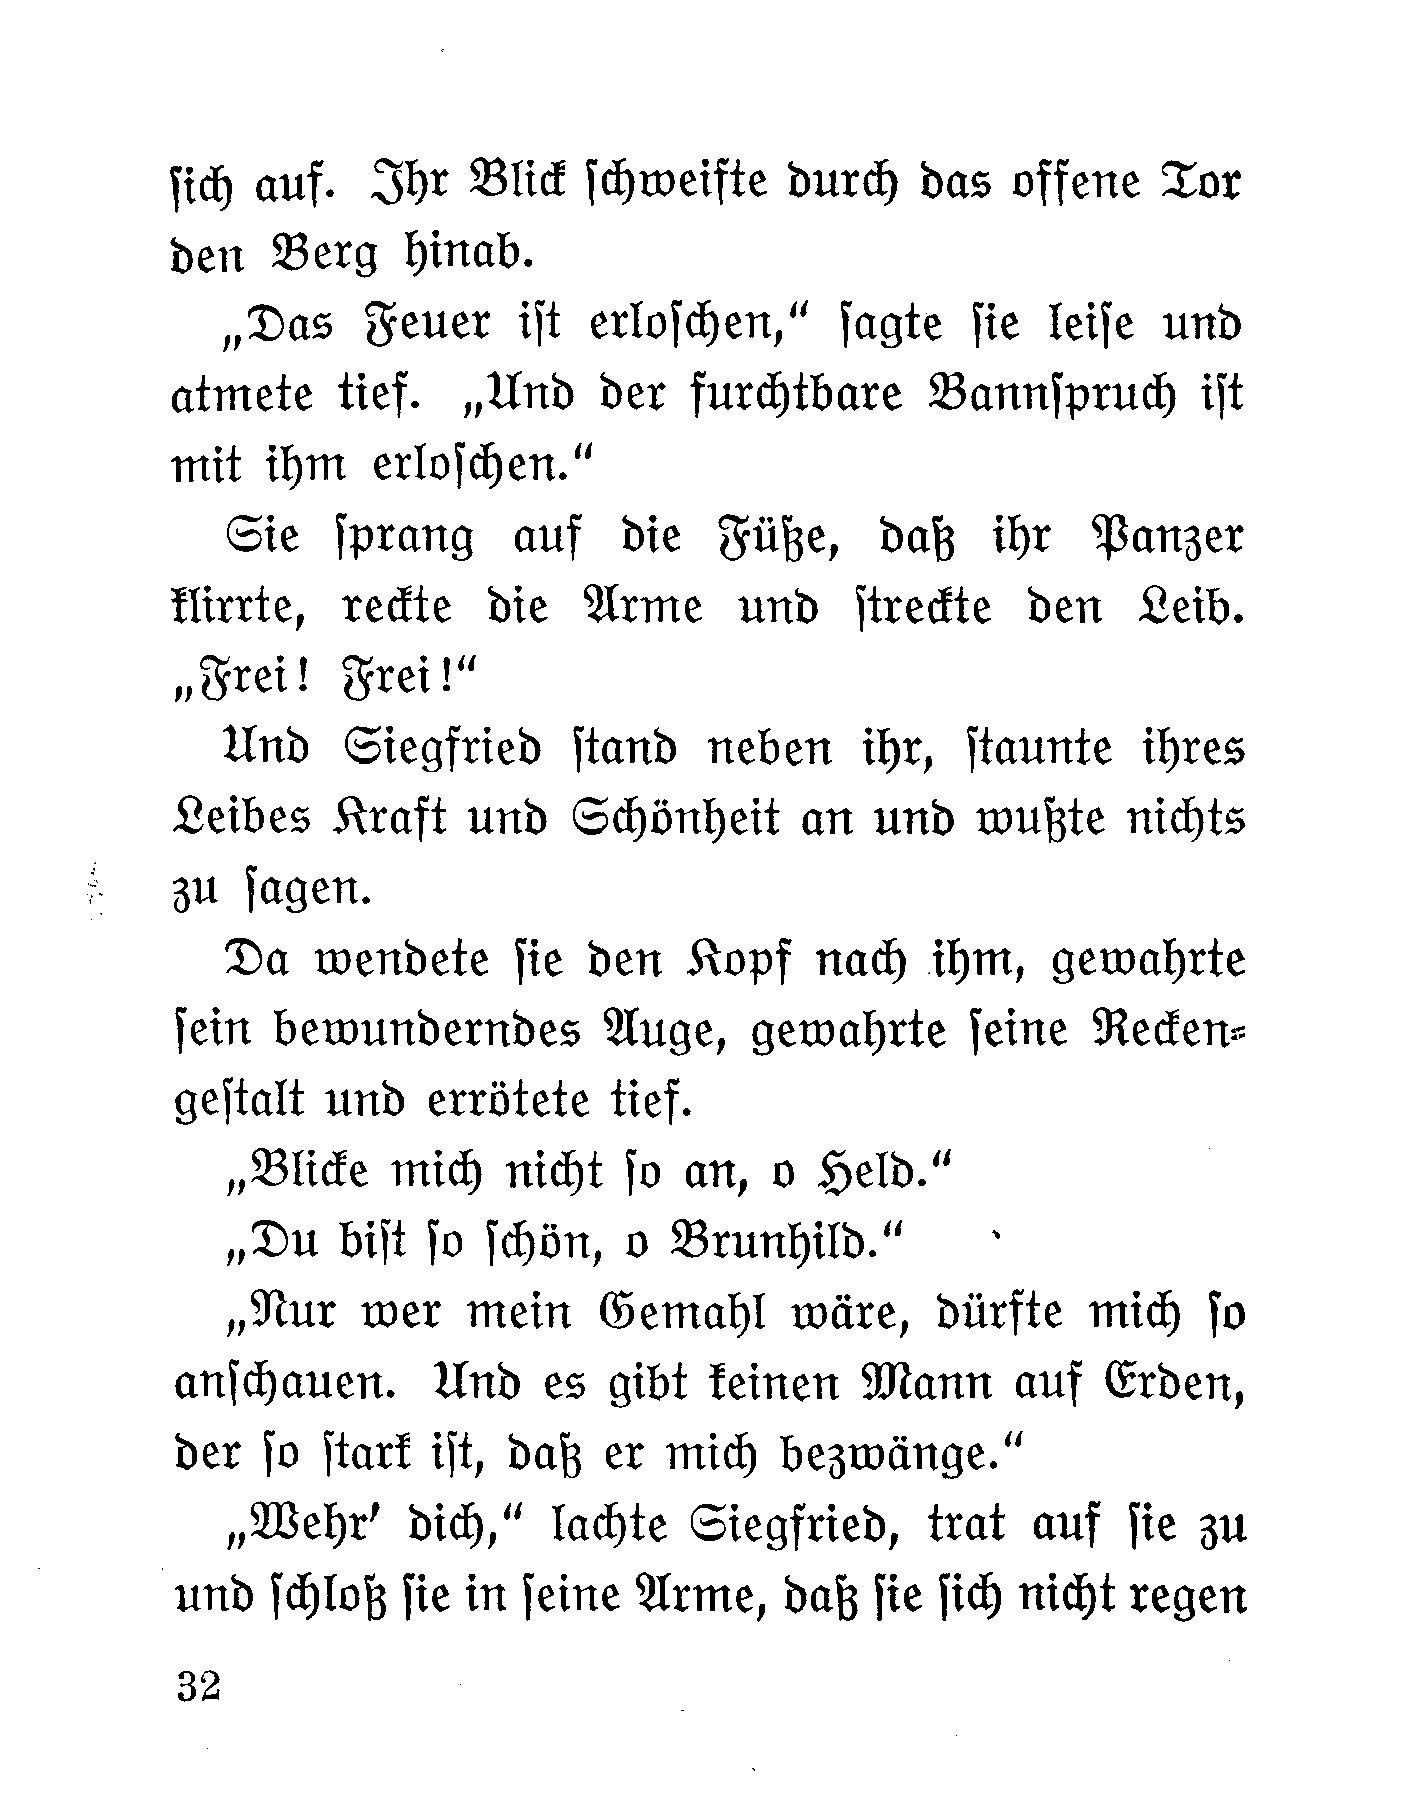 ſich auf. Ihr Blick ſchweifte durch das offene Tor
den Berg hinab.
„Das Feuer iſt erloſchen,“ ſagte ſie leiſe und
atmete tief. „Und der furchtbare Bannſpruch iſt
mit ihm erloſchen.“
Sie ſprang auf die Füße, daß ihr Panzer
klirrte, reckte die Arme und ſtreckte den Leib.
„Frei! Frei!“
Und Siegfried ſtand neben ihr, ſtaunte ihres
Leibes Kraft und Schönheit an und wußte nichts
zu ſagen.
Da wendete ſie den Kopf nach ihm, gewahrte
ſein bewunderndes Auge, gewahrte ſeine Recken⸗
geſtalt und errötete tief.
„Blicke mich nicht ſo an, o Held.“
„Du biſt ſo ſchön, o Brunhild.“
„Nur wer mein Gemahl wäre, dürfte mich ſo
anſchauen. Und es gibt keinen Mann auf Erden,
der ſo ſtark iſt, daß er mich bezwänge.“
„Wehr' dich,“ lachte Siegfried, trat auf ſie zu
und ſchloß ſie in ſeine Arme, daß ſie ſich nicht regen
32